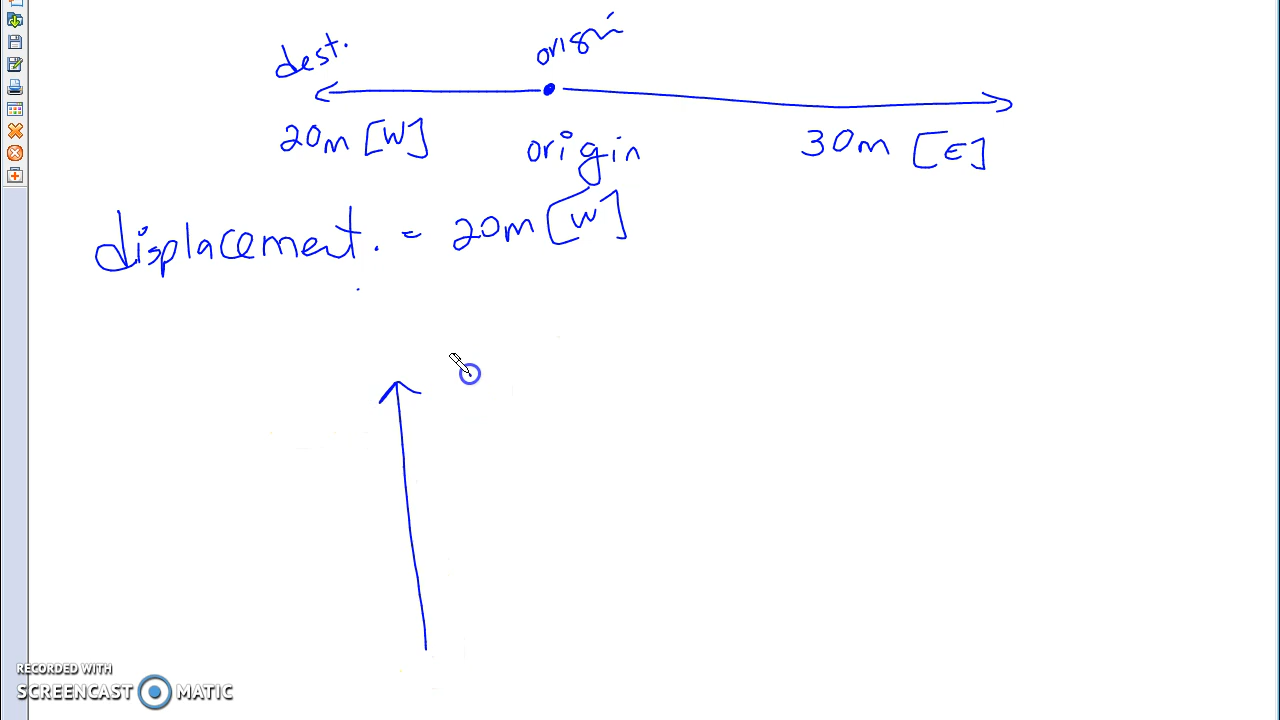 dest. origin
20m [W] origin 30m [E]
displacement. = 20m [W]
RECORDED WITH
SCREENCAST MATIC